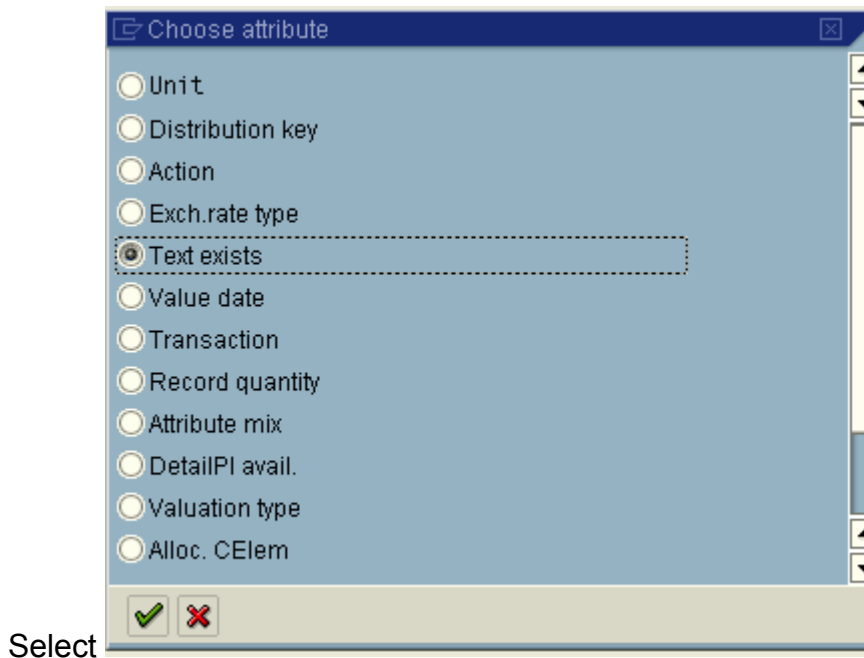 Choose attribute
Unit
Distribution key
Action
Exch.rate type
Text exists
Value date
Transaction
Record quantity
Attribute mix
DetailPl avail.
Valuation type
Alloc. CElem
Select